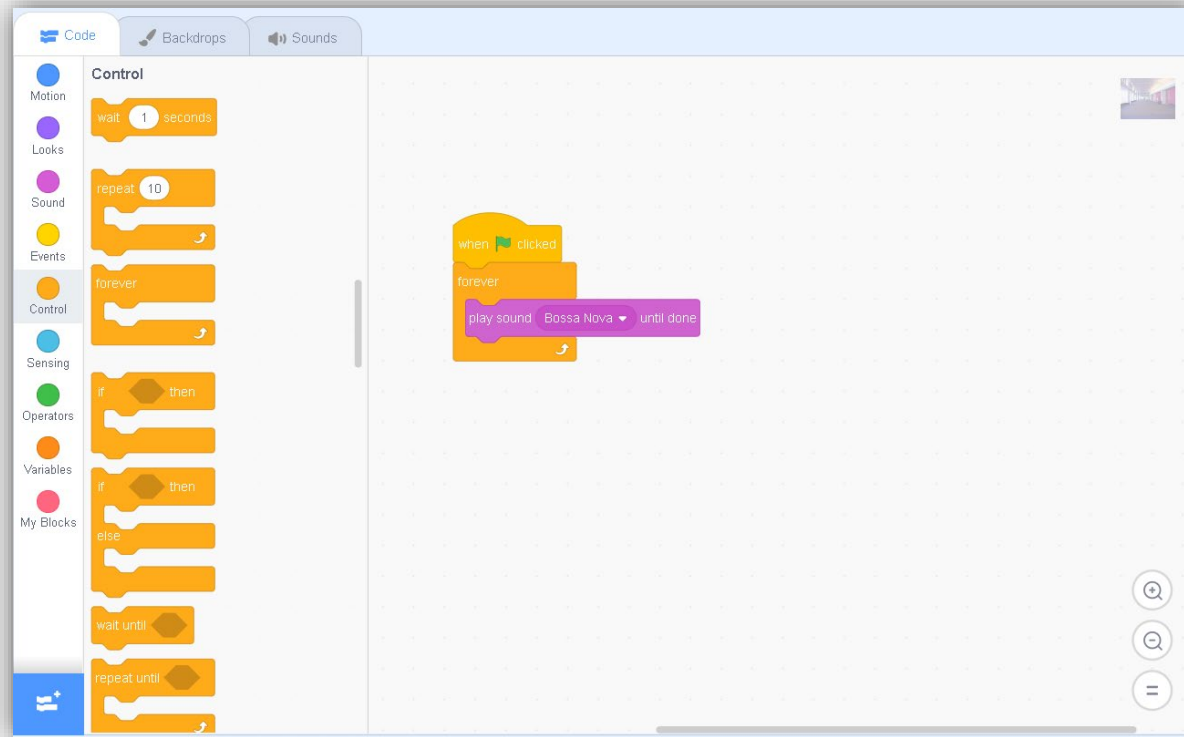 Code
Backdrops
Sounds
Motion
Looks
Sound
Events
Control
Sensing
Operators
Variables
My Blocks
Control
wait 1 seconds
repeat 10
forever
if then
if then
else
wait until
repeat until
when clicked
forever
play sound Bossa Nova until done